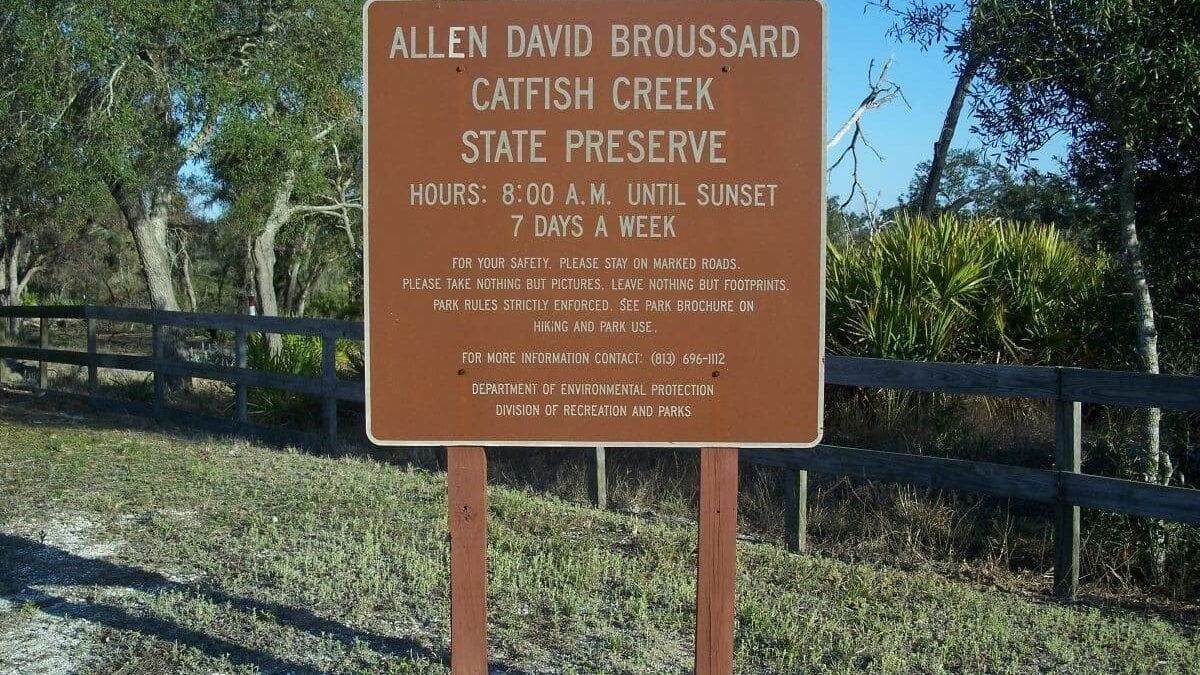 ALLEN DAVID BROUSSARD
CATFISH CREEK
STATE PRESERVE
HOURS: 8:00 A.M. UNTIL SUNSET
7 DAYS A WEEK
FOR YOUR SAFETY, PLEASE STAY ON MARKED ROADS.
PLEASE TAKE NOTHING BUT PICTURES, LEAVE NOTHING BUT FOOTPRINTS.
PARK RULES STRICTLY ENFORCED. SEE PARK BROCHURE ON
HIKING AND PARK USE.
FOR MORE INFORMATION CONTACT: (813) 696-1112
DEPARTMENT OF ENVIRONMENTAL PROTECTION
DIVISION OF RECREATION AND PARKS